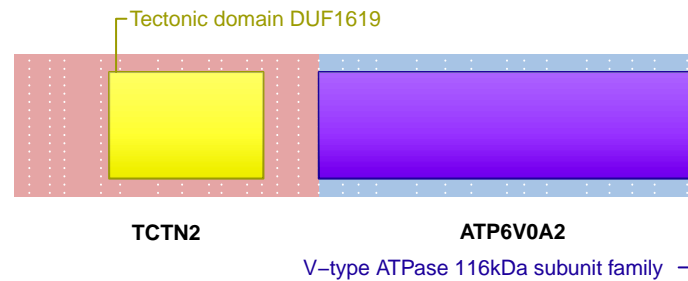 Tectonic domain DUF1619
TCTN2
ATP6V0A2
V−type ATPase 116kDa subunit family